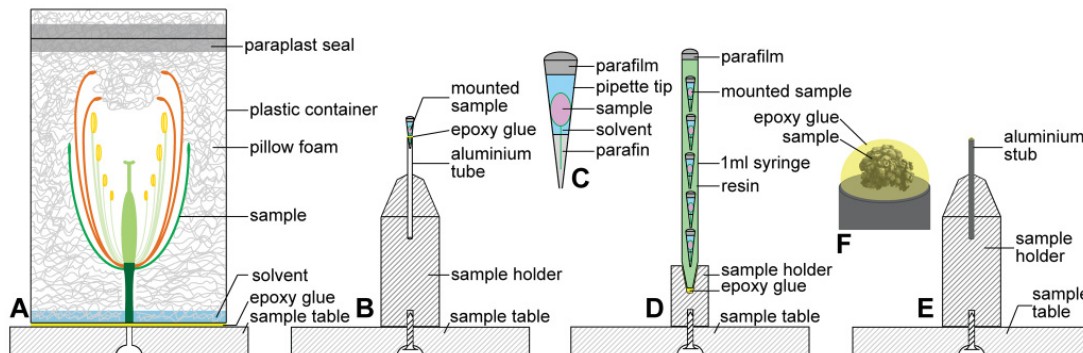 paraplast seal
plastic container
pillow foam
sample
solvent
epoxy glue
sample table
A
mounted
sample
epoxy glue
aluminium
tube
sample holder
sample table
B
parafilm
pipette tip
sample
solvent
parafin
C
parafilm
mounted sample
1ml syringe
resin
sample holder
epoxy glue
sample table
D
epoxy glue
sample
F
aluminium
stub
sample
holder
sample
table
E